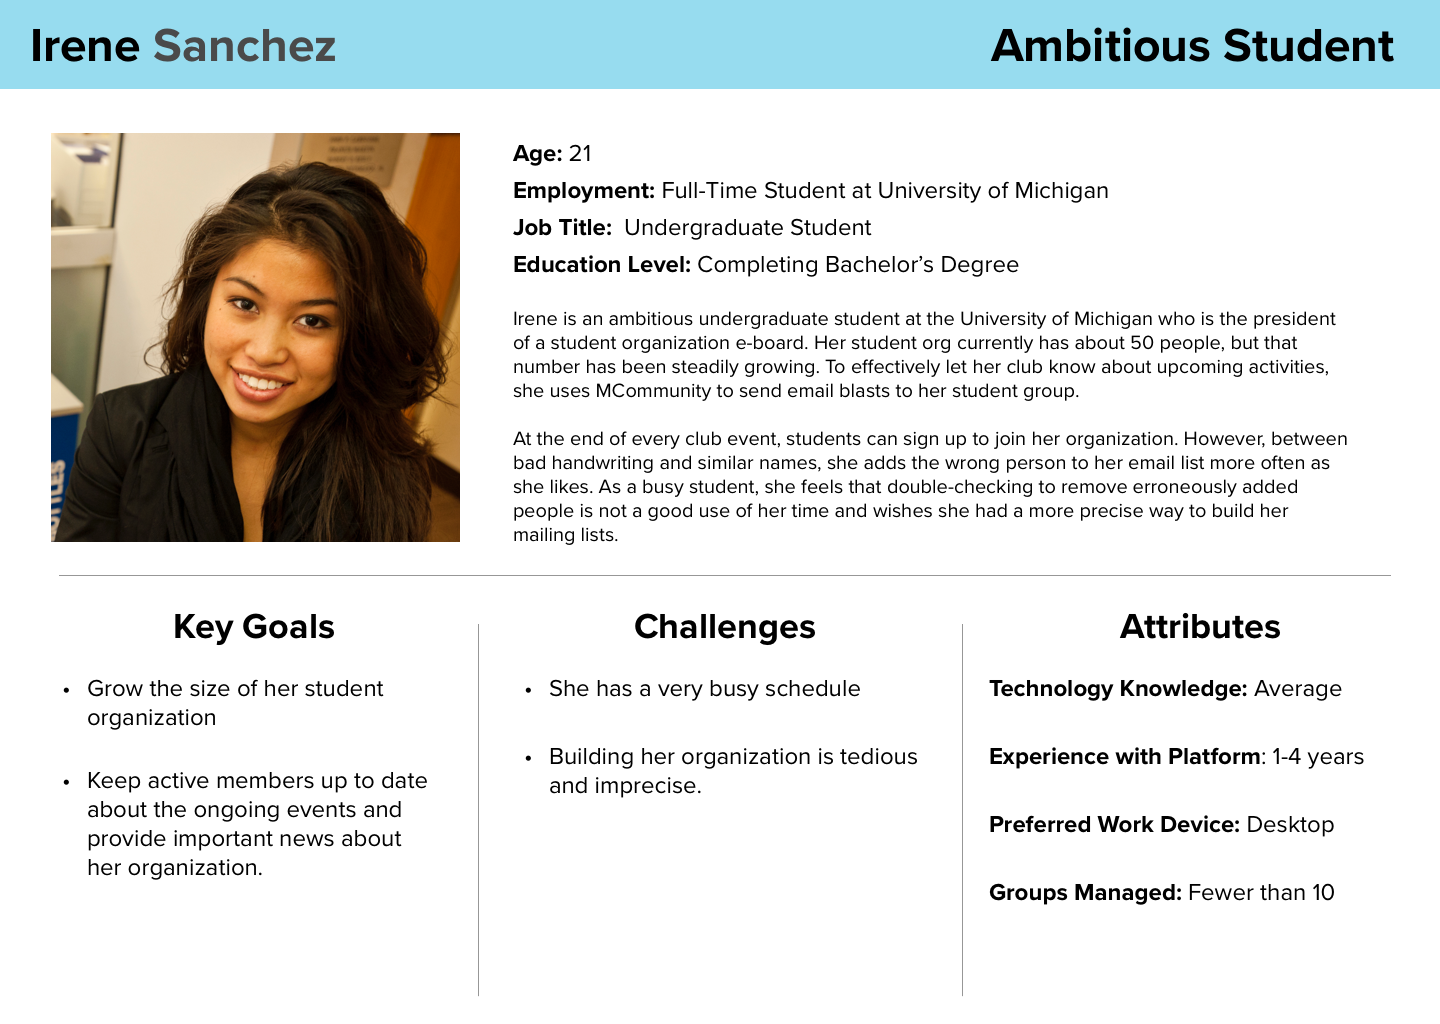 Irene Sanchez
Ambitious Student
Age: 21
Employment: Full-Time Student at University of Michigan
Job Title:  Undergraduate Student
Education Level: Completing Bachelor’s Degree
Irene is an ambitious undergraduate student at the University of Michigan who is the president
of a student organization e-board. Her student org currently has about 50 people, but that
number has been steadily growing. To effectively let her club know about upcoming activities,
she uses MCommunity to send email blasts to her student group.
At the end of every club event, students can sign up to join her organization. However, between
bad handwriting and similar names, she adds the wrong person to her email list more often as
she likes. As a busy student, she feels that double-checking to remove erroneously added
people is not a good use of her time and wishes she had a more precise way to build her
mailing lists.
Key Goals
• Grow the size of her student
organization
• Keep active members up to date
about the ongoing events and
provide important news about
her organization.
Challenges
• She has a very busy schedule
• Building her organization is tedious
and imprecise.
Attributes
Technology Knowledge: Average
Experience with Platform: 1-4 years
Preferred Work Device: Desktop
Groups Managed: Fewer than 10